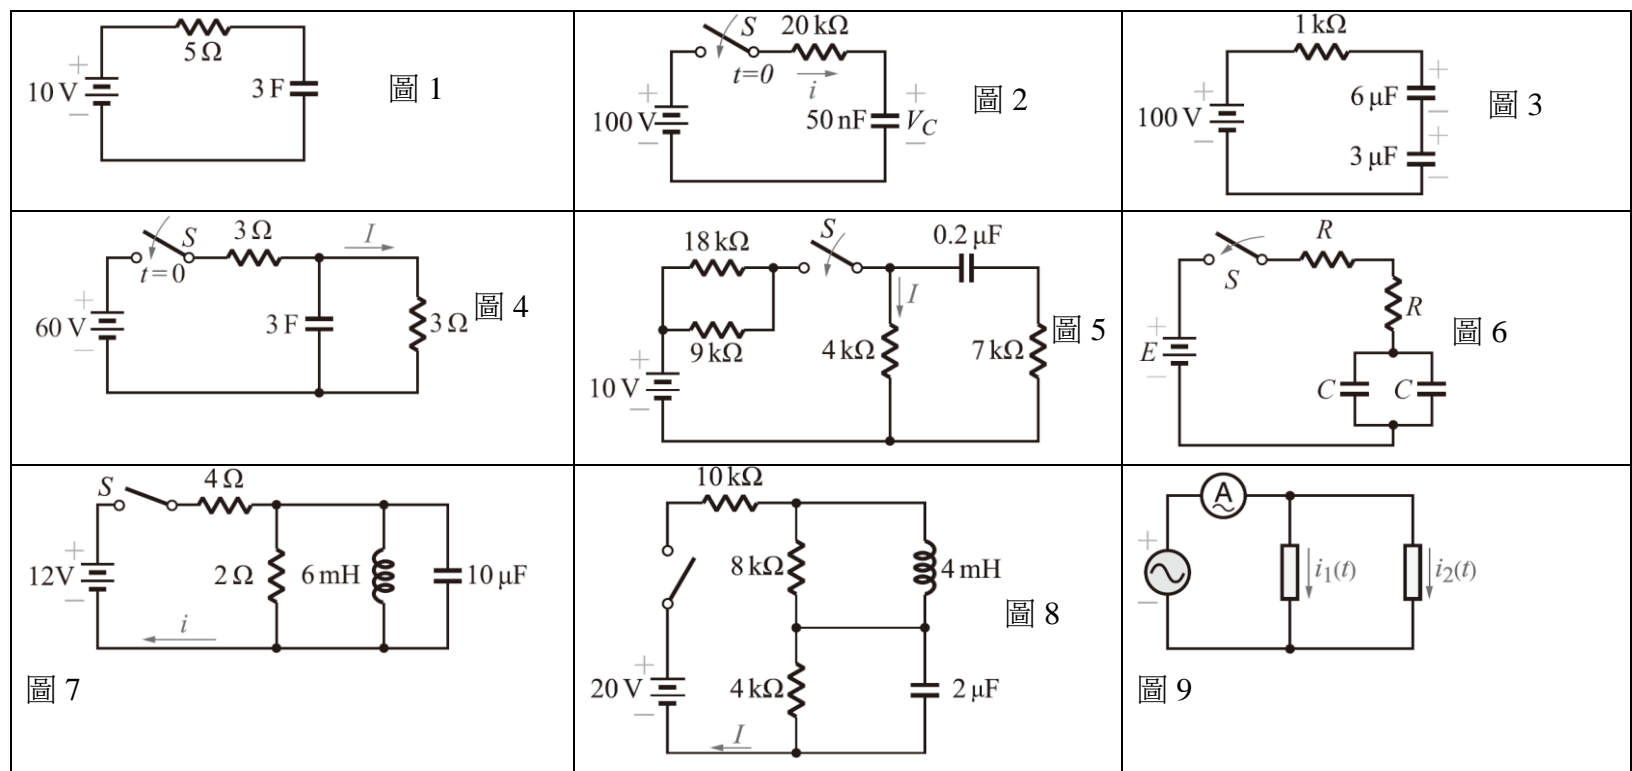 5 Ω
10 V
3 F
圖 1
S
20 kΩ
t=0
i
100 V
50 nF
V_C
圖 2
1 kΩ
100 V
6 μF
3 μF
圖 3
S
3 Ω
I
t=0
60 V
3 F
3 Ω
圖 4
18 kΩ
S
0.2 μF
I
9 kΩ
4 kΩ
7 kΩ
10 V
圖 5
R
S
R
E
C
C
圖 6
S
4 Ω
12V
2 Ω
6 mH
10 μF
i
圖 7
10 kΩ
8 kΩ
4 mH
20 V
4 kΩ
2 μF
I
圖 8
A
i₁(t)
i₂(t)
圖 9